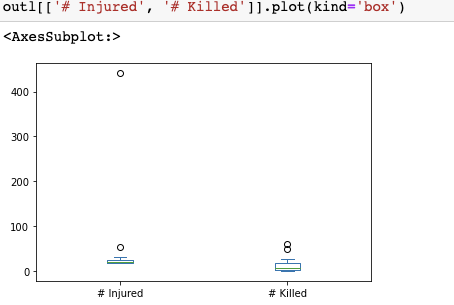 outl[['# Injured', '# Killed']].plot(kind='box')
<AxesSubplot:>
400
300
200
100
0
# Injured # Killed